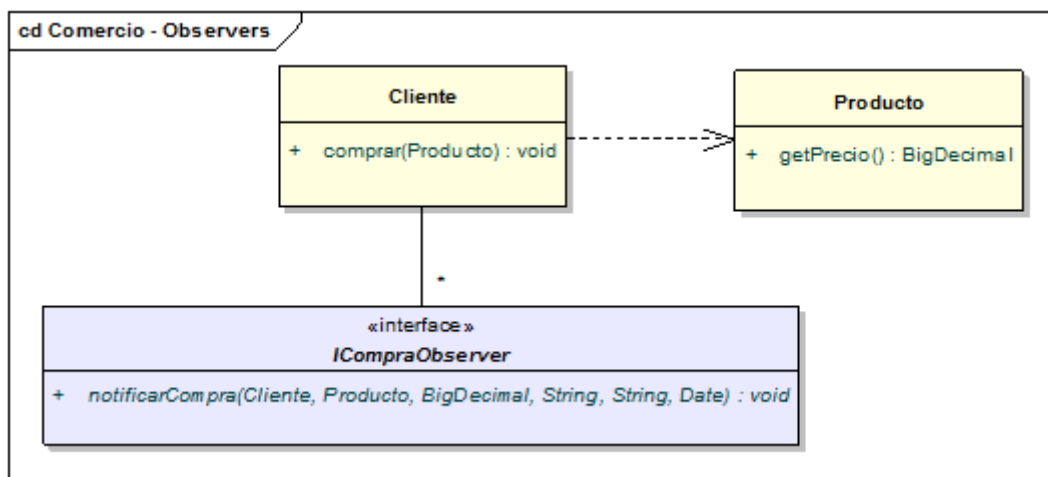 cd Comercio - Observers
Cliente
+ comprar(Producto) : void
Producto
+ getPrecio() : BigDecimal
*
«interface»
ICompraObserver
+ notificarCompra(Cliente, Producto, BigDecimal, String, String, Date) : void